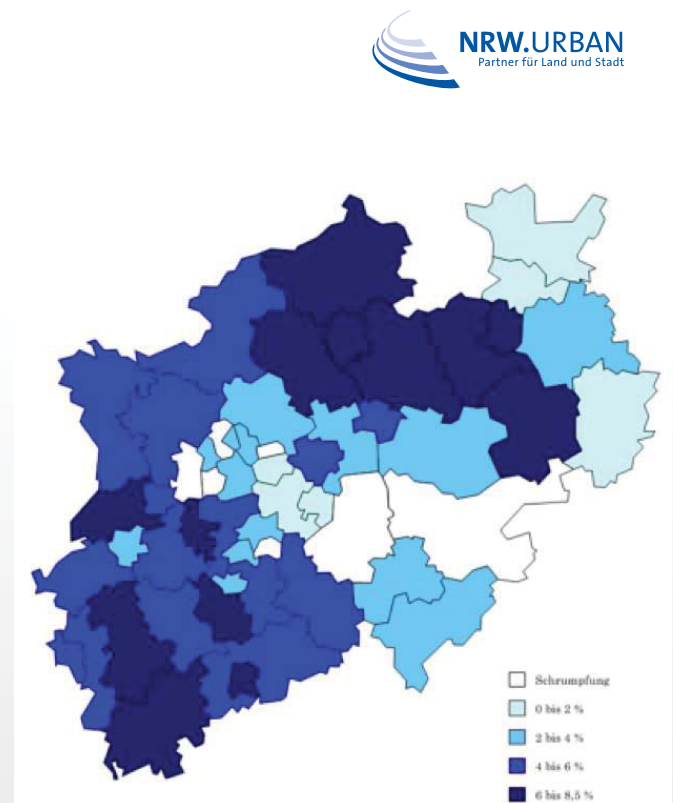 NRW.URBAN
Partner für Land und Stadt
Schrumpfung
0 bis 2 %
2 bis 4 %
4 bis 6 %
6 bis 8,5 %